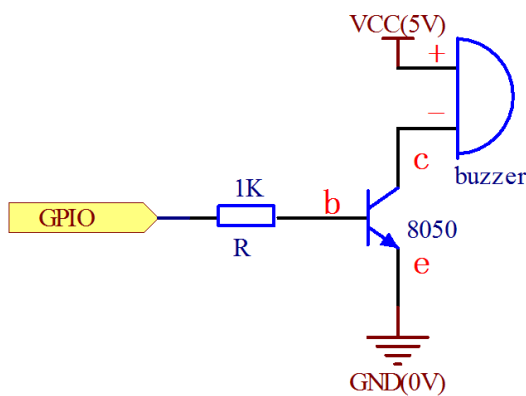 VCC(5V)
+
−
c
buzzer
1K
b
GPIO
8050
R
e
GND(0V)